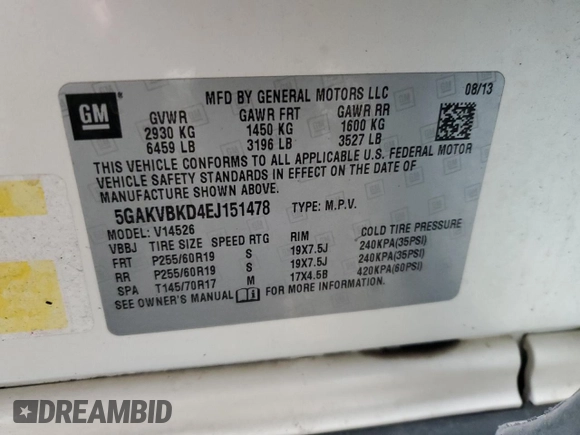 GM
®
MFD BY GENERAL MOTORS LLC 08/13
GVWR GAWR FRT GAWR RR
2930 KG 1450 KG 1600 KG
6459 LB 3196 LB 3527 LB
THIS VEHICLE CONFORMS TO ALL APPLICABLE U.S. FEDERAL MOTOR
VEHICLE SAFETY STANDARDS IN EFFECT ON THE DATE OF
MANUFACTURE SHOWN ABOVE.
5GAKVBKD4EJ151478 TYPE: M.P.V.
MODEL: V14526
VBBJ TIRE SIZE SPEED RTG RIM COLD TIRE PRESSURE
FRT P255/60R19 S 19X7.5J 240KPA(35PSI)
RR P255/60R19 S 19X7.5J 240KPA(35PSI)
SPA T145/70R17 M 17X4.5B 420KPA(60PSI)
SEE OWNER'S MANUAL FOR MORE INFORMATION.
DREAMBID